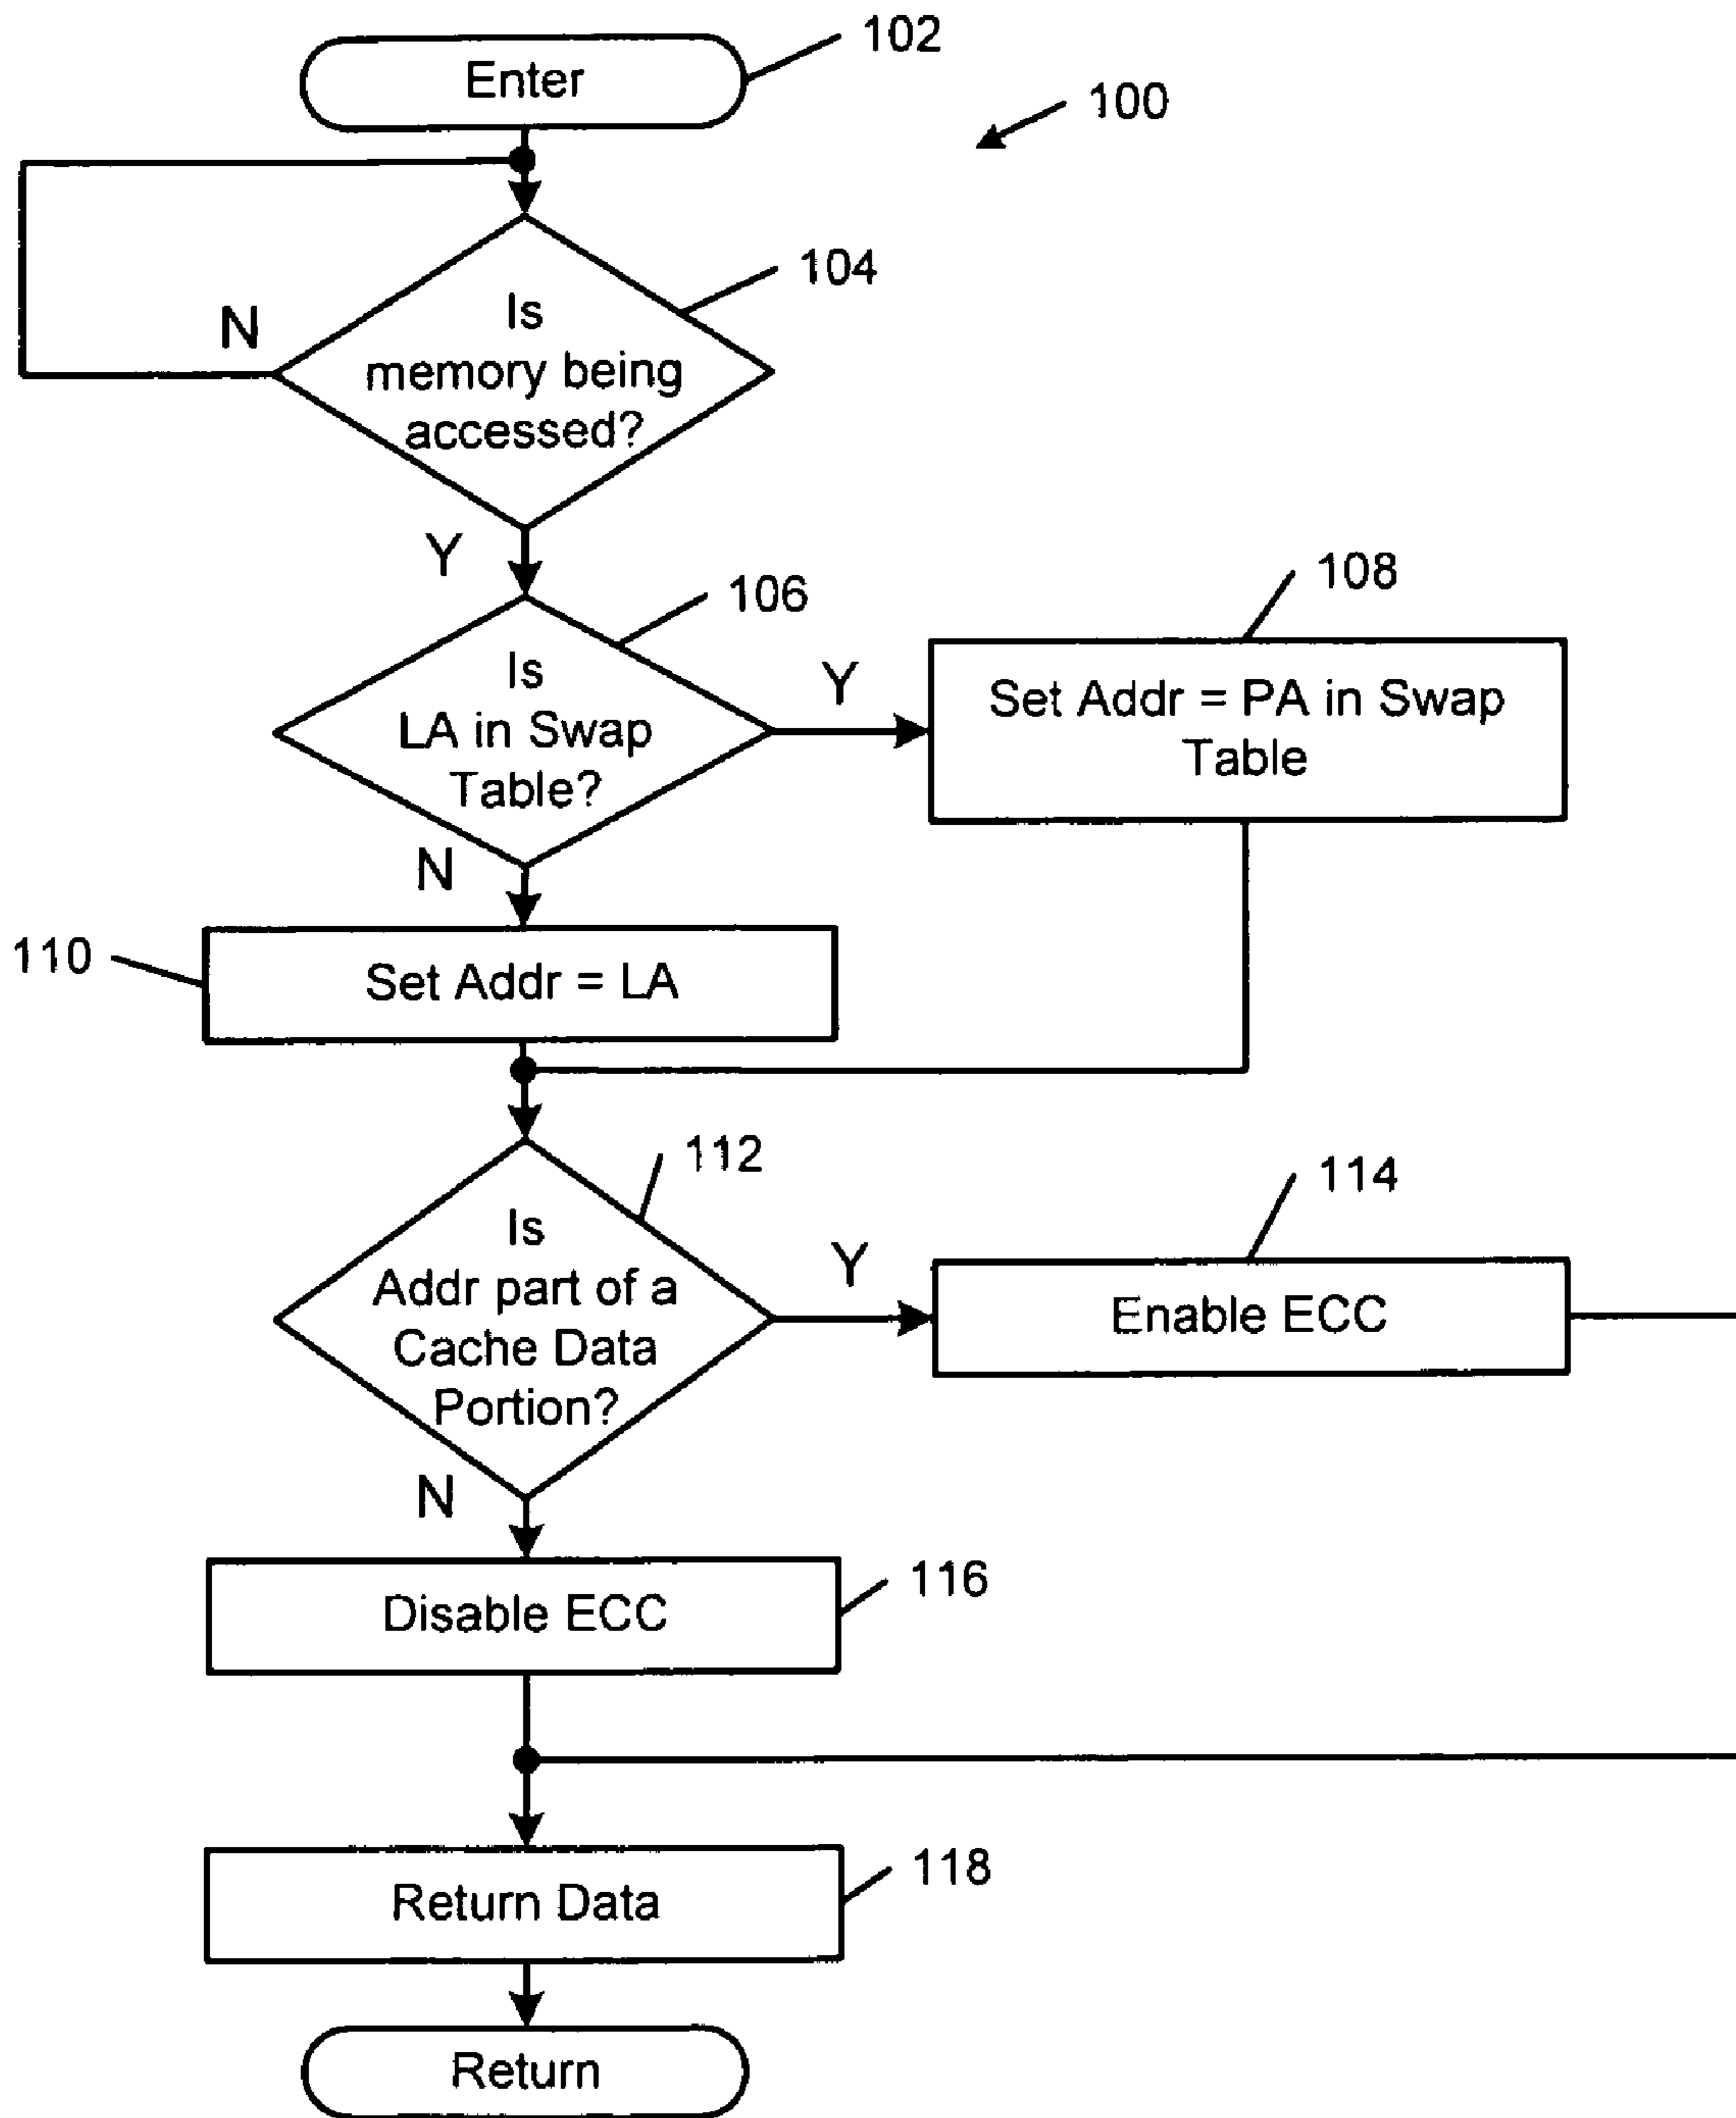 102
Enter
100
104
Is
memory being
accessed?
N
Y
106
108
Is
LA in Swap
Table?
Y
Set Addr = PA in Swap
Table
N
110
Set Addr = LA
112
114
Is
Addr part of a
Cache Data
Portion?
Y
Enable ECC
N
116
Disable ECC
118
Return Data
Return